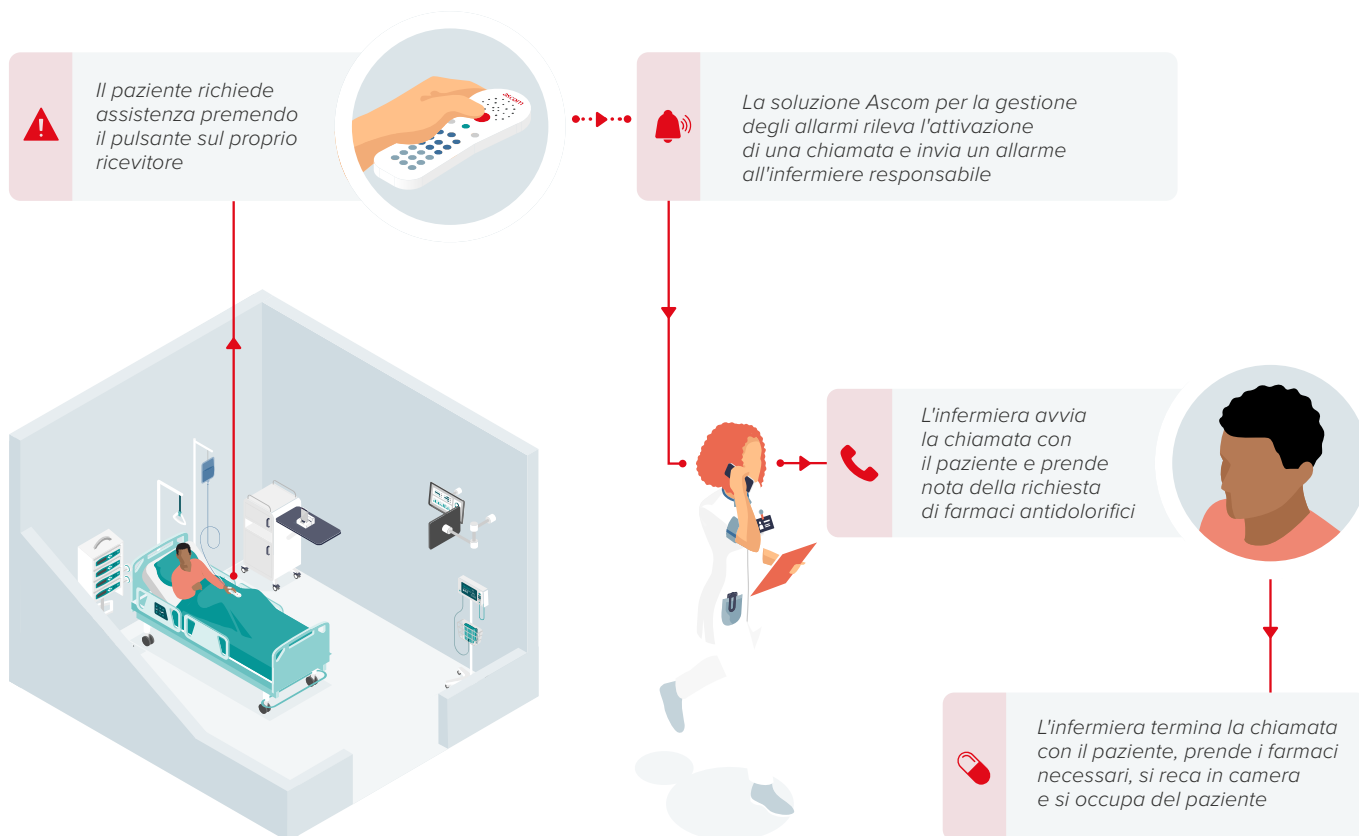 Il paziente richiede
assistenza premendo
il pulsante sul proprio
ricevitore
ascom
La soluzione Ascom per la gestione
degli allarmi rileva l'attivazione
di una chiamata e invia un allarme
all'infermiere responsabile
L'infermiera avvia
la chiamata con
il paziente e prende
nota della richiesta
di farmaci antidolorifici
L'infermiera termina la chiamata
con il paziente, prende i farmaci
necessari, si reca in camera
e si occupa del paziente